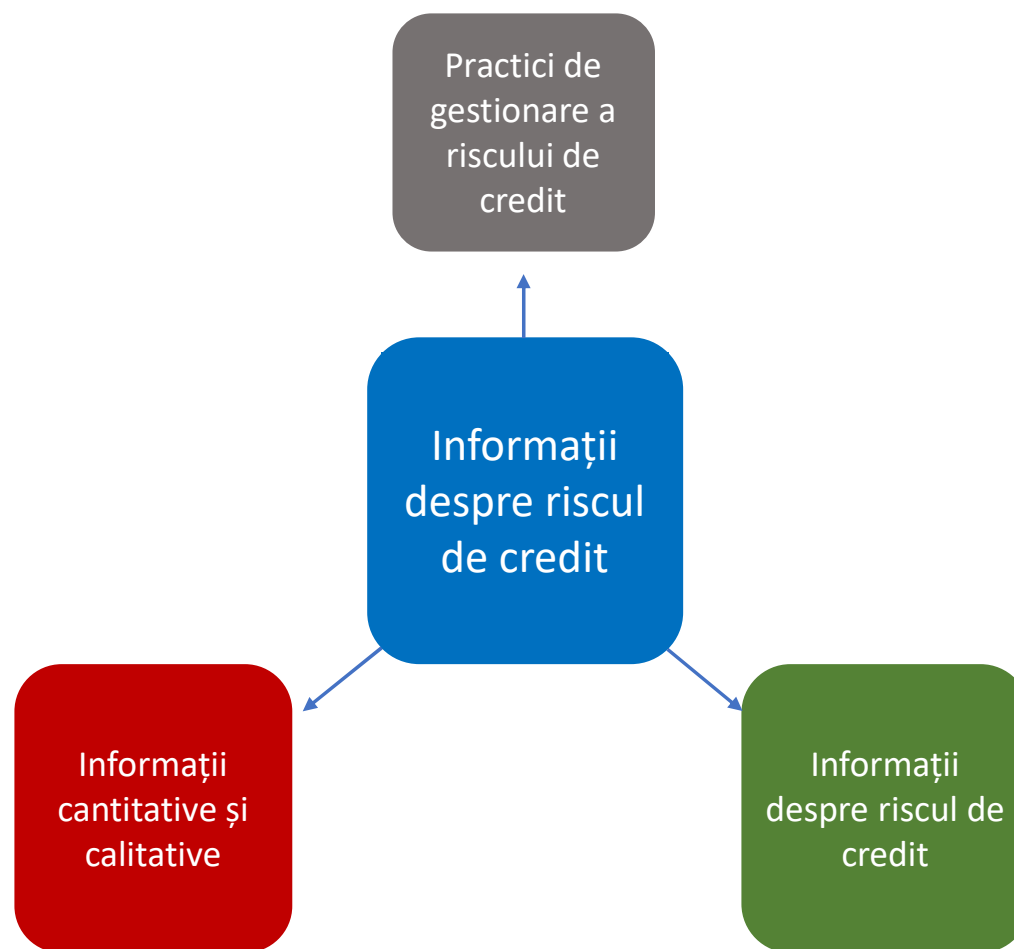 Practici de
gestionare a
riscului de
credit
Informații
despre riscul
de credit
Informații
cantitative și
calitative
Informații
despre riscul de
credit